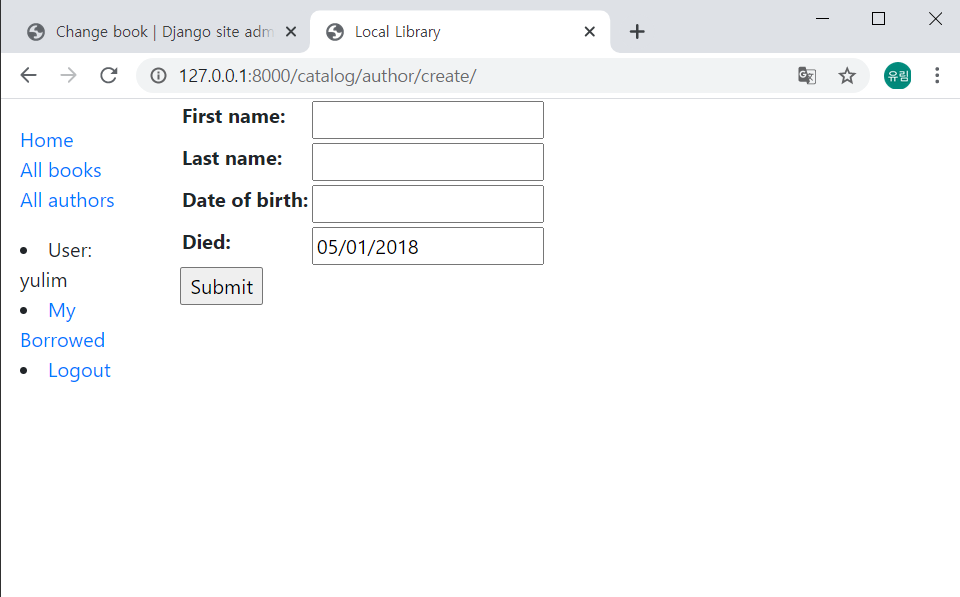 Change book | Django site adm
Local Library
127.0.0.1:8000/catalog/author/create/
유림
Home
All books
All authors
User:
yulim
My
Borrowed
Logout
First name:
Last name:
Date of birth:
Died: 05/01/2018
Submit